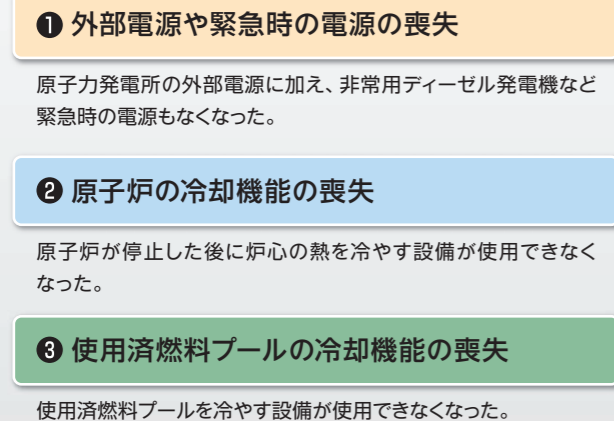 ❶ 外部電源や緊急時の電源の喪失
原子力発電所の外部電源に加え、非常用ディーゼル発電機など
緊急時の電源もなくなった。
❷ 原子炉の冷却機能の喪失
原子炉が停止した後に炉心の熱を冷やす設備が使用できなく
なった。
❸ 使用済燃料プールの冷却機能の喪失
使用済燃料プールを冷やす設備が使用できなくなった。